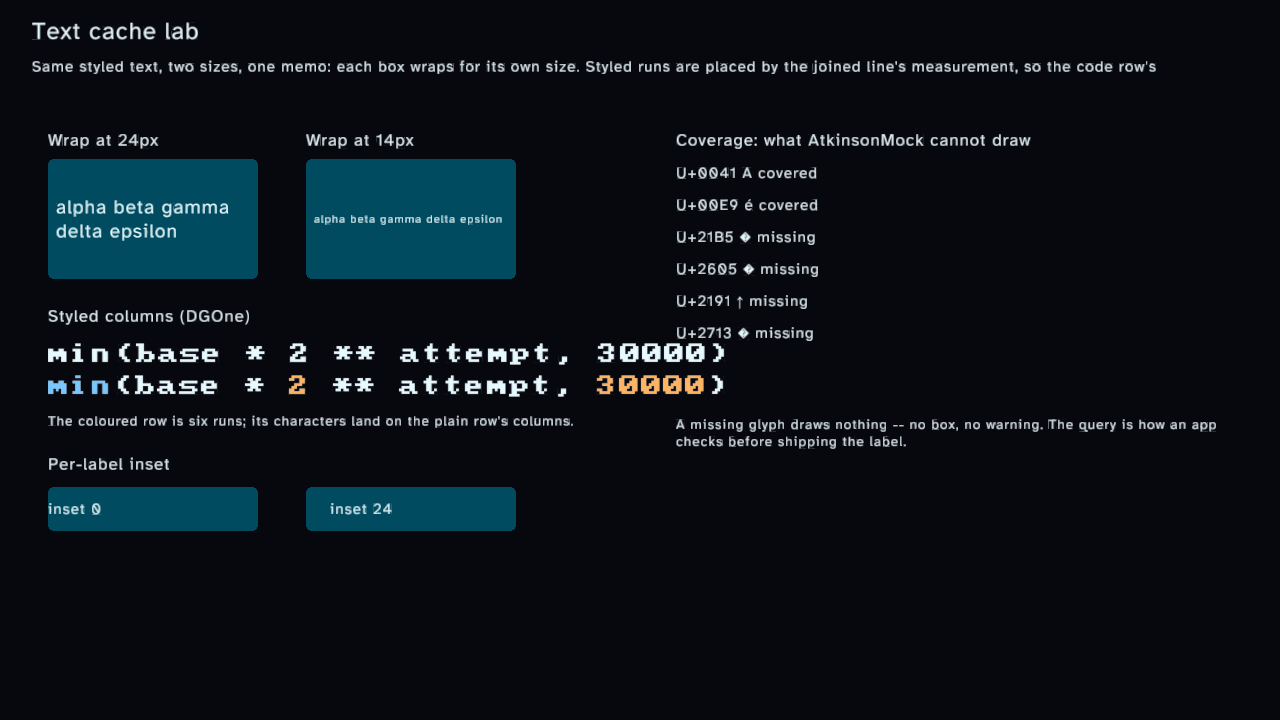 Text cache lab
Same styled text, two sizes, one memo: each box wraps for its own size. Styled runs are placed by the joined line's measurement, so the code row's
Wrap at 24px
Wrap at 14px
alpha beta gamma
delta epsilon
alpha beta gamma delta epsilon
Styled columns (DGOne)
min(base * 2 ** attempt, 30000)
min(base * 2 ** attempt, 30000)
The coloured row is six runs; its characters land on the plain row's columns.
Per-label inset
inset 0
inset 24
Coverage: what AtkinsonMock cannot draw
U+0041 A covered
U+00E9 é covered
U+21B5 � missing
U+2605 � missing
U+2191 ↑ missing
U+2713 � missing
A missing glyph draws nothing -- no box, no warning. The query is how an app
checks before shipping the label.